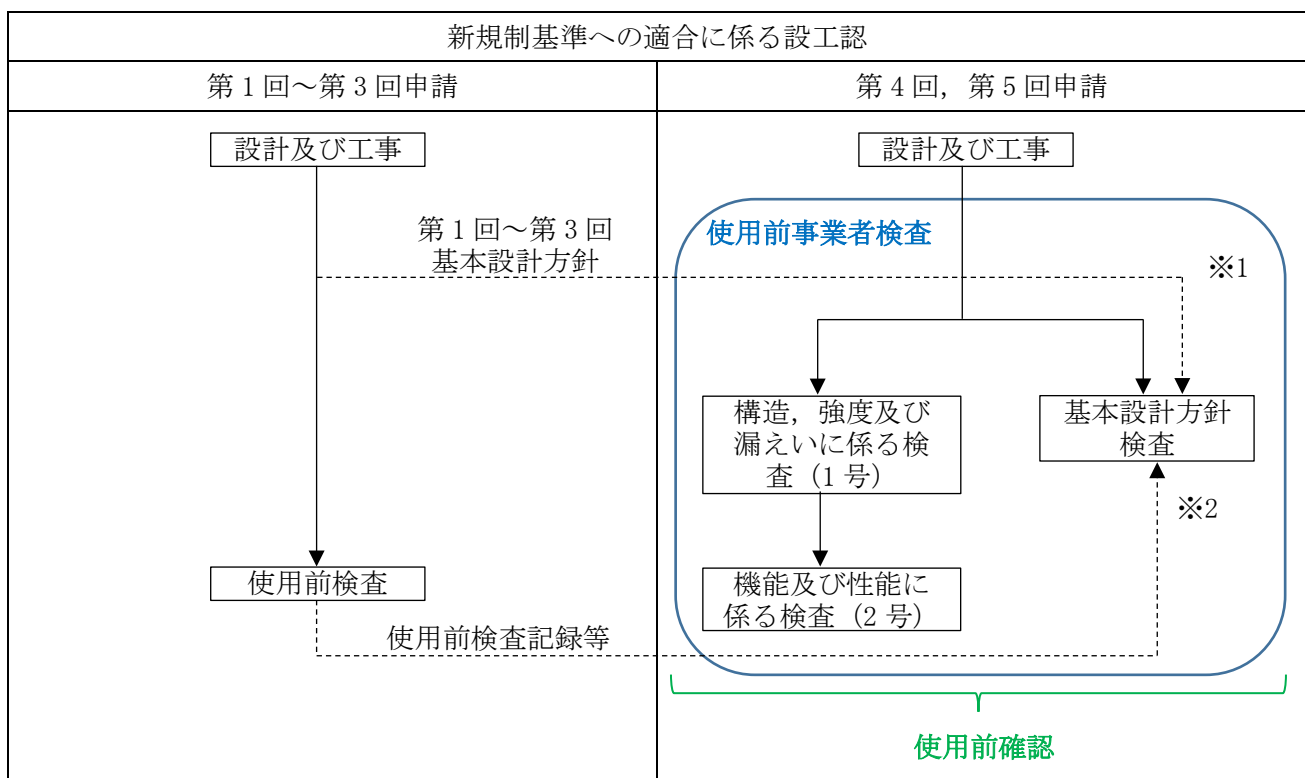 新規制基準への適合に係る設工認
第1回～第3回申請
第4回，第5回申請
設計及び工事
設計及び工事
使用前事業者検査
第1回～第3回
基本設計方針
※1
構造，強度及び
漏えいに係る検
査（1号）
基本設計方針
検査
※2
使用前検査
機能及び性能に
係る検査（2号）
使用前検査記録等
使用前確認